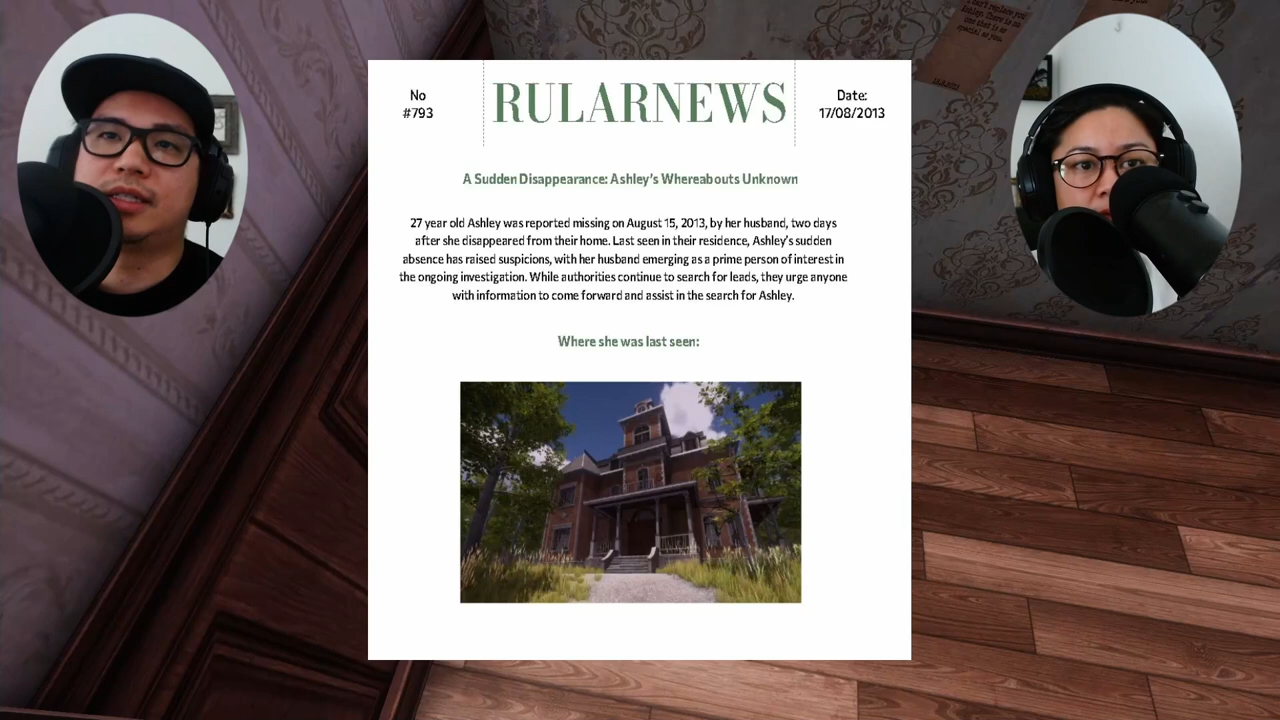 No
#793
RULARNEWS
Date:
17/08/2013
A Sudden Disappearance: Ashley's Whereabouts Unknown
27 year old Ashley was reported missing on August 15, 2013, by her husband, two days
after she disappeared from their home. Last seen in their residence, Ashley's sudden
absence has raised suspicions, with her husband emerging as a prime person of interest in
the ongoing investigation. While authorities continue to search for leads, they urge anyone
with information to come forward and assist in the search for Ashley.
Where she was last seen: